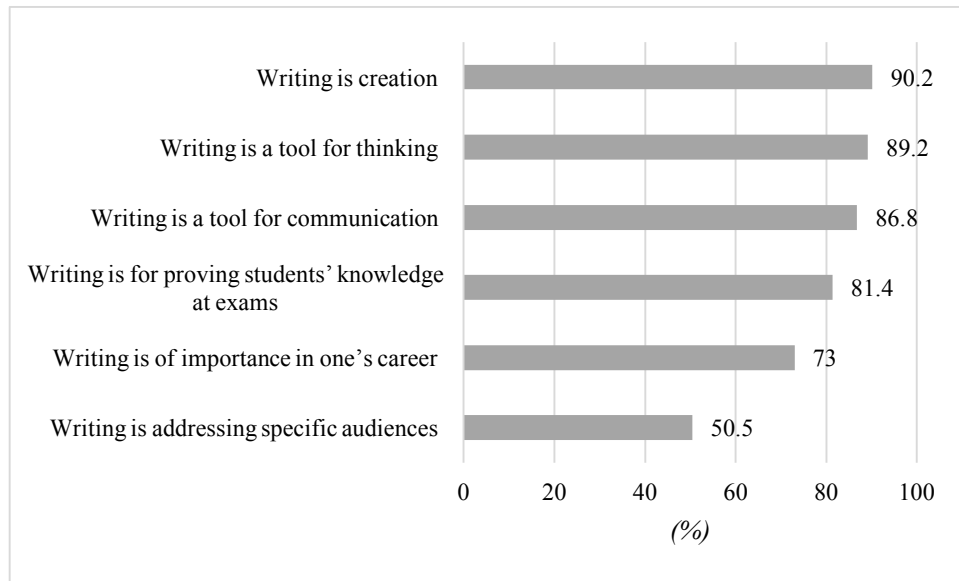 Writing is creation 90.2
Writing is a tool for thinking 89.2
Writing is a tool for communication 86.8
Writing is for proving students’ knowledge
at exams 81.4
Writing is of importance in one’s career 73
Writing is addressing specific audiences 50.5
0 20 40 60 80 100
(%)